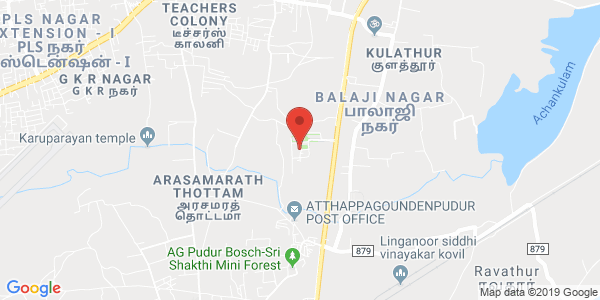 PLS NAGAR
EXTENSION -
PLS நகர்
I
TEACHERS
COLONY
டீச்சர்ஸ்
காலனி
G K R NAGAR
G K R நகர்
KULATHUR
குளத்தூர்
BALAJI NAGAR
பாலாஜி
நகர்
Achankulam
Karuparayan temple
ARASAMARATH
THOTTAM
அரசமரத்
தொட்டமா
ATTHAPPAGOUNDENPUDUR
POST OFFICE
AG Pudur Bosch-Sri
Shakthi Mini Forest
879
Linganoor siddhi
vinayakar kovil
879
Ravathur
Google
Map data ©2019 Google